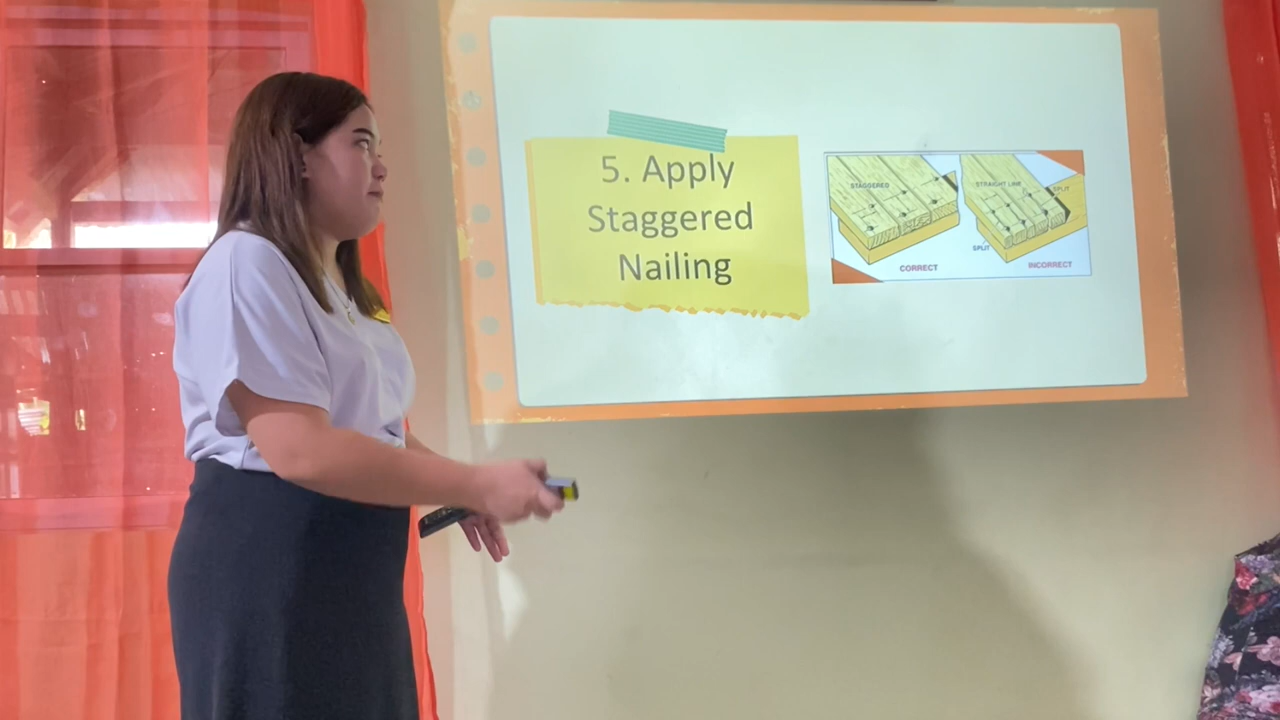 5. Apply
Staggered
Nailing
STAGGERED
STRAIGHT LINE
SPLIT
SPLIT
CORRECT
INCORRECT